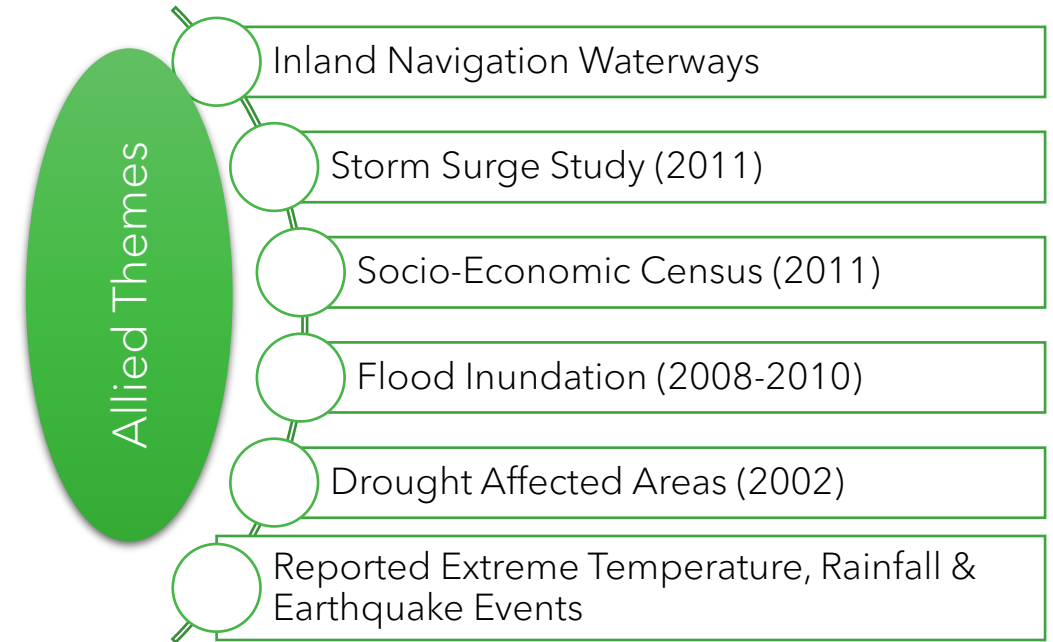 Allied Themes
Inland Navigation Waterways
Storm Surge Study (2011)
Socio-Economic Census (2011)
Flood Inundation (2008-2010)
Drought Affected Areas (2002)
Reported Extreme Temperature, Rainfall &
Earthquake Events